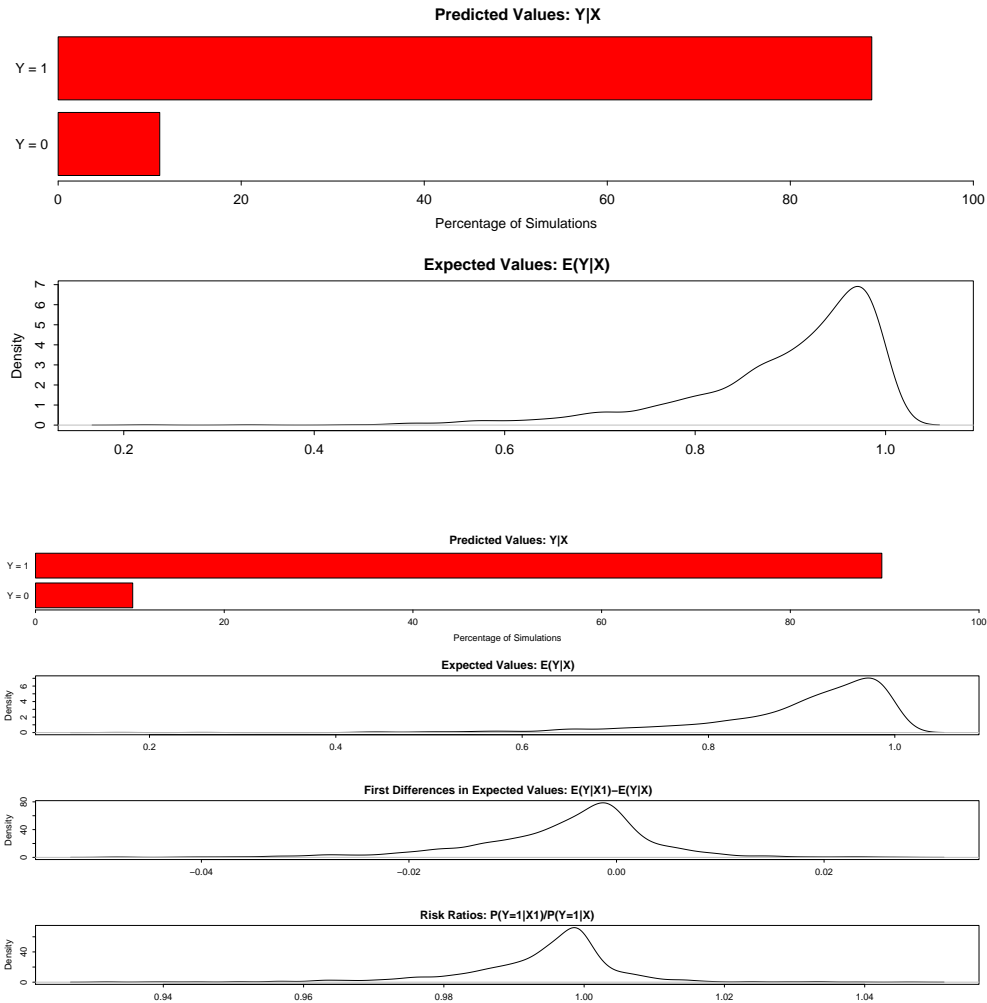 Predicted Values: Y|X
Y = 1
Y = 0
0 20 40 60 80 100
Percentage of Simulations
Expected Values: E(Y|X)
Density
0 1 2 3 4 5 6 7
0.2 0.4 0.6 0.8 1.0
Predicted Values: Y|X
Y = 1
Y = 0
0 20 40 60 80 100
Percentage of Simulations
Expected Values: E(Y|X)
Density
0 2 4 6
0.2 0.4 0.6 0.8 1.0
First Differences in Expected Values: E(Y|X1)−E(Y|X)
Density
0 40 80
−0.04 −0.02 0.00 0.02
Risk Ratios: P(Y=1|X1)/P(Y=1|X)
Density
0 40
0.94 0.96 0.98 1.00 1.02 1.04